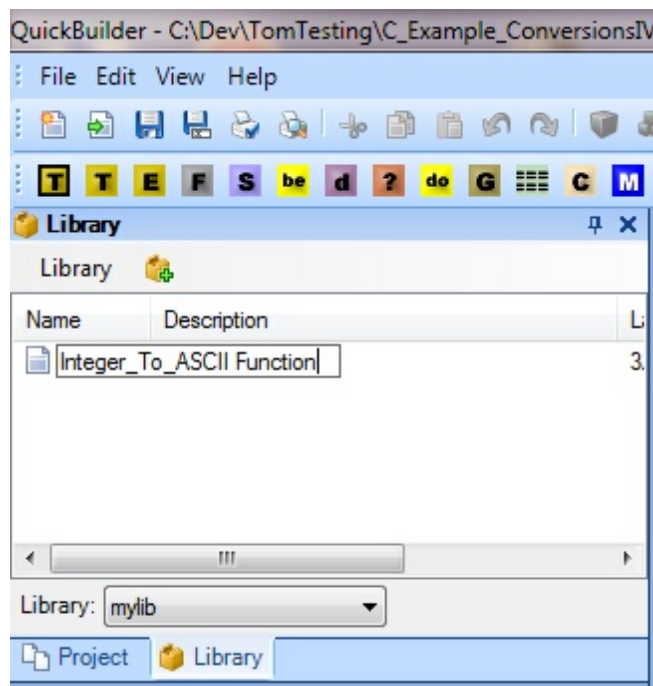 QuickBuilder - C:\Dev\TomTesting\C_Example_ConversionsIV
File Edit View Help
T T E F S be d ? do G C M
Library
Library
Name Description
Integer_To_ASCII Function 3.
Library: mylib
Project Library